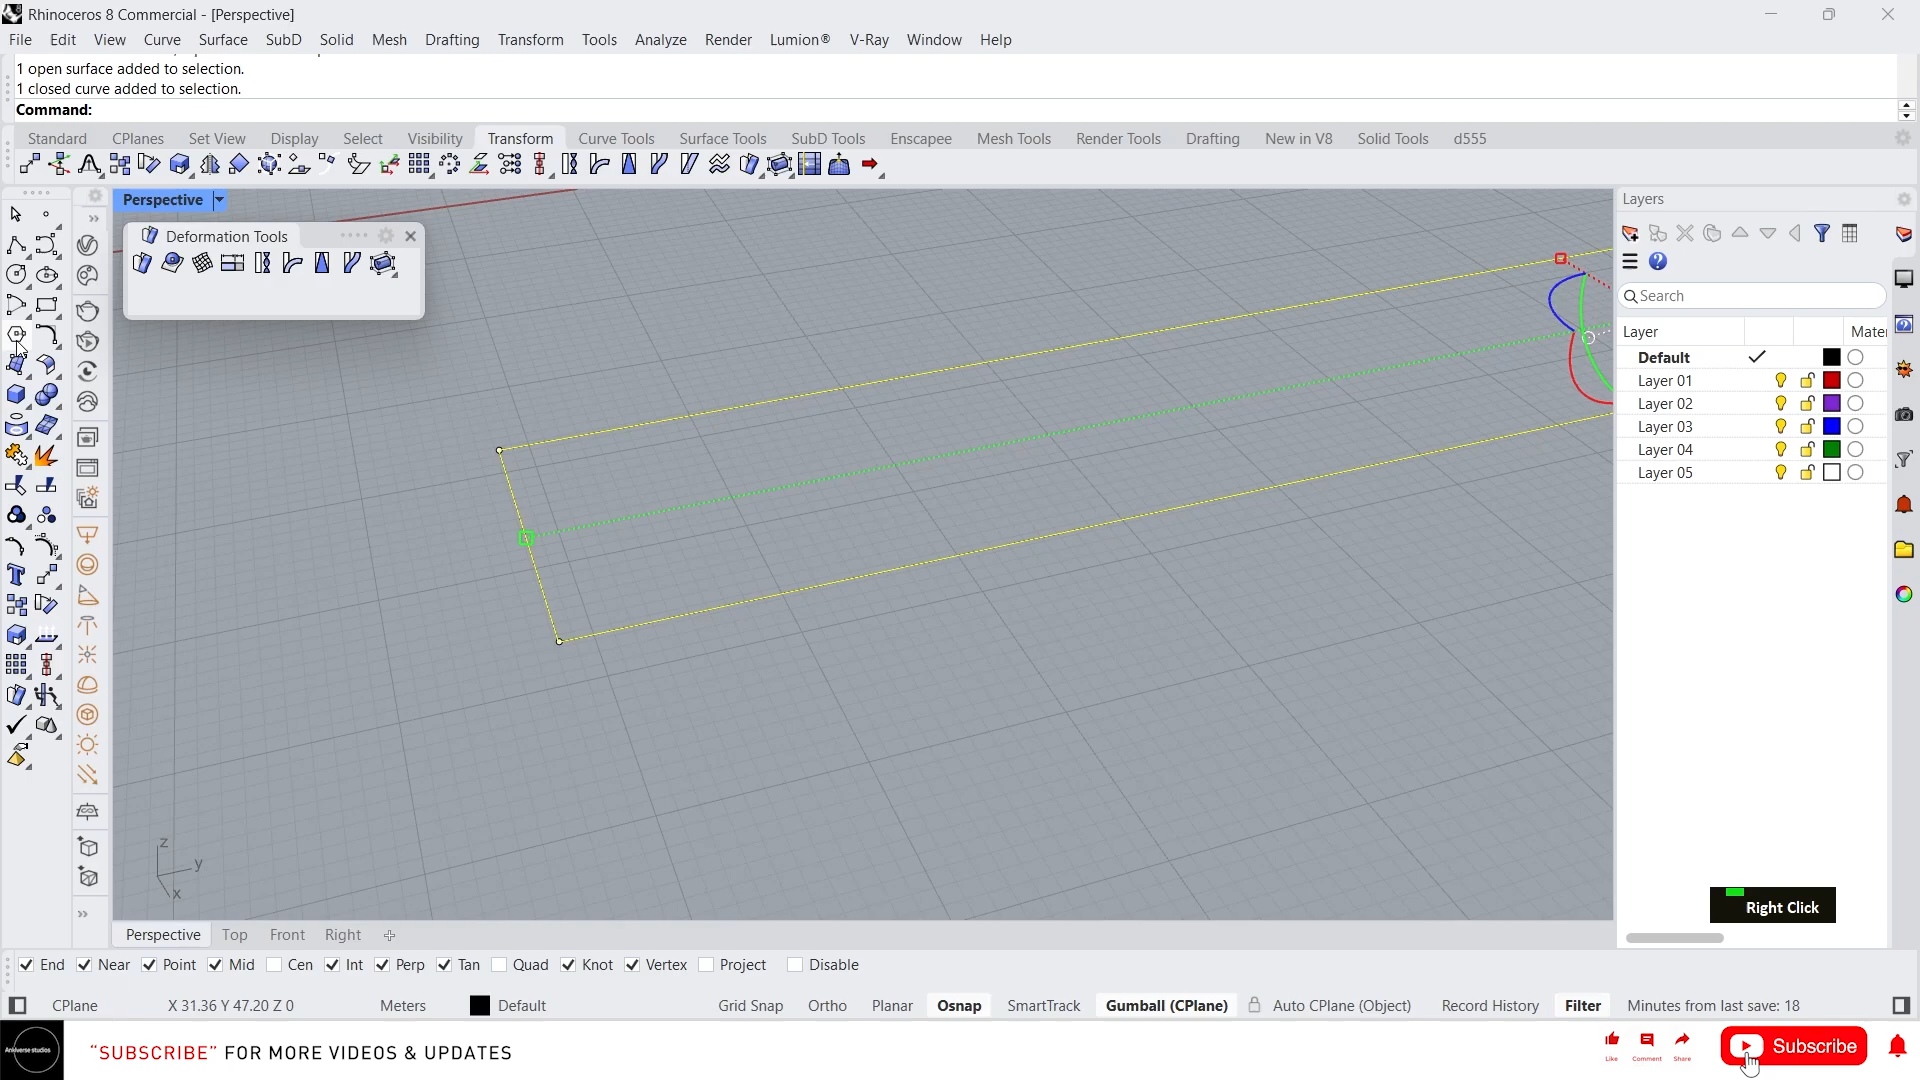 Rhinoceros 8 Commercial - [Perspective]
File Edit View Curve Surface SubD Solid Mesh Drafting Transform Tools Analyze Render Lumion® V-Ray Window Help
1 open surface added to selection.
1 closed curve added to selection.
Command:
Standard CPlanes Set View Display Select Visibility Transform Curve Tools Surface Tools SubD Tools Enscapee Mesh Tools Render Tools Drafting New in V8 Solid Tools d555
Perspective
Deformation Tools
Layers
Search
Layer Mater
Default
Layer 01
Layer 02
Layer 03
Layer 04
Layer 05
z
y
x
Right Click
Perspective Top Front Right
End Near Point Mid Cen Int Perp Tan Quad Knot Vertex Project Disable
CPlane X 31.36 Y 47.20 Z 0 Meters Default Grid Snap Ortho Planar Osnap SmartTrack Gumball (CPlane) Auto CPlane (Object) Record History Filter Minutes from last save: 18
"SUBSCRIBE" FOR MORE VIDEOS & UPDATES
Like Comment Share
Subscribe